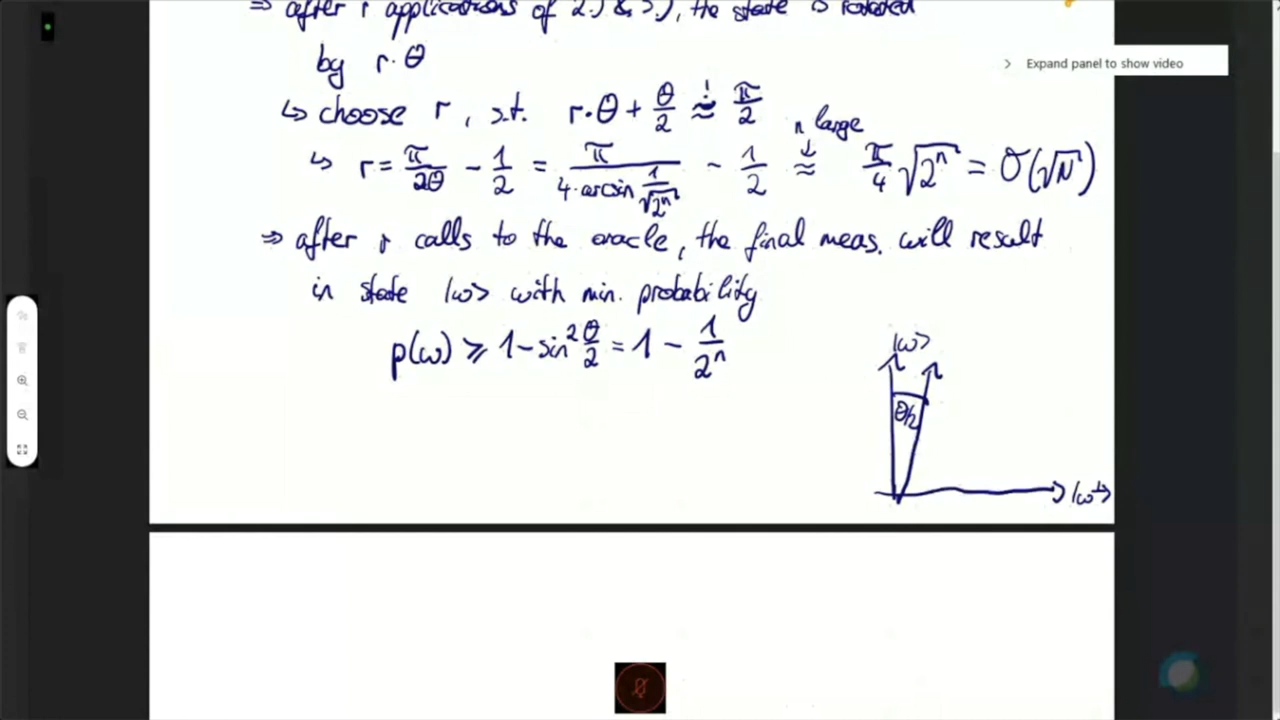 ⇒ after r applications of 2.) & 3.), the state is rotated
by r·θ
Expand panel to show video
↳ choose r, s.t. r·θ + θ/2 ≈! π/2
n large
↳ r = π/2θ − 1/2 = π/(4·arcsin 1/√2ⁿ) − 1/2 ≈ π/4 √2ⁿ = O(√N)
⇒ after r calls to the oracle, the final meas. will result
in state |ω> with min. probability
p(ω) ≥ 1 − sin² θ/2 = 1 − 1/2ⁿ
|ω>
θ/2
|ω⊥>